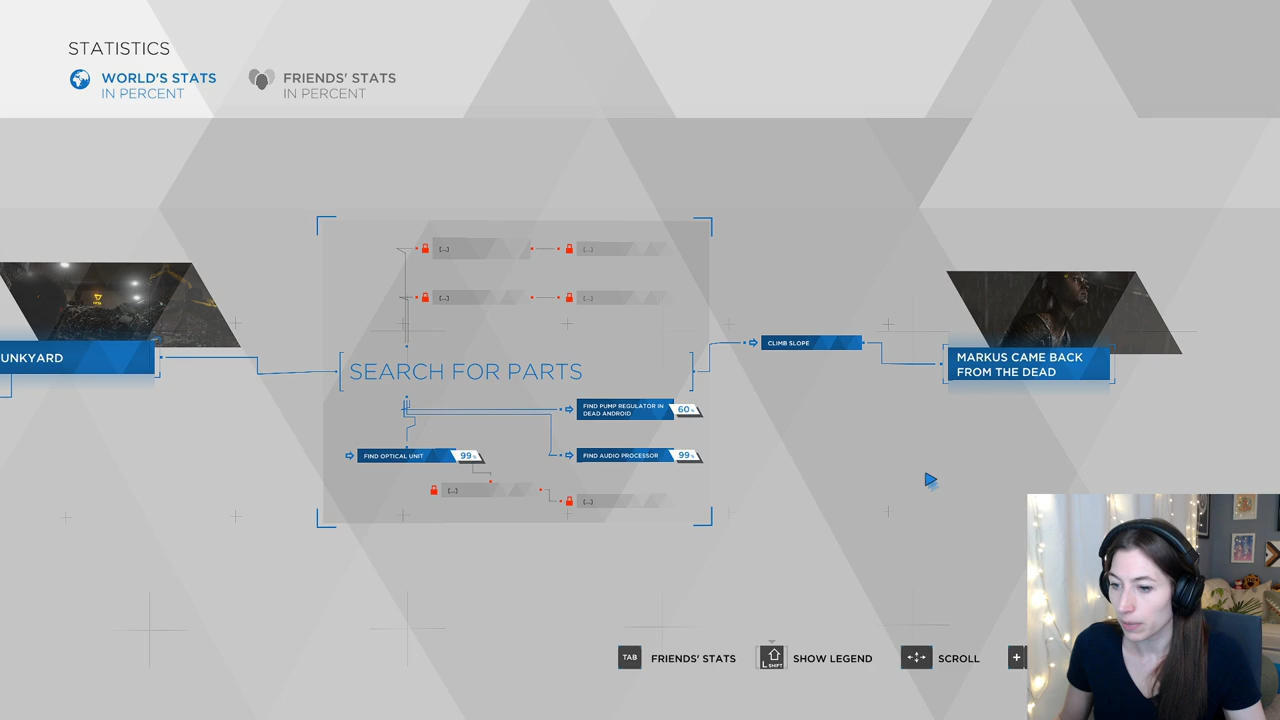 STATISTICS
WORLD'S STATS
IN PERCENT
FRIENDS' STATS
IN PERCENT
[...]
[...]
[...]
[...]
UNKYARD
SEARCH FOR PARTS
CLIMB SLOPE
MARKUS CAME BACK
FROM THE DEAD
FIND PUMP REGULATOR IN
DEAD ANDROID
60%
FIND OPTICAL UNIT
99%
FIND AUDIO PROCESSOR
99%
[...]
[...]
TAB
FRIENDS' STATS
L SHIFT
SHOW LEGEND
SCROLL
+